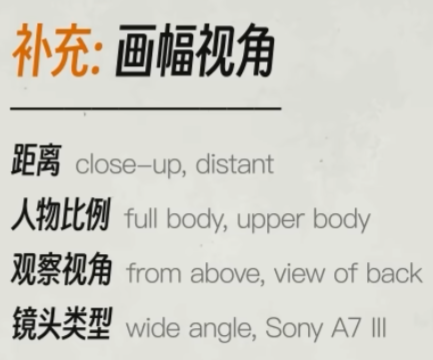 补充: 画幅视角
距离 close-up, distant
人物比例 full body, upper body
观察视角 from above, view of back
镜头类型 wide angle, Sony A7 III